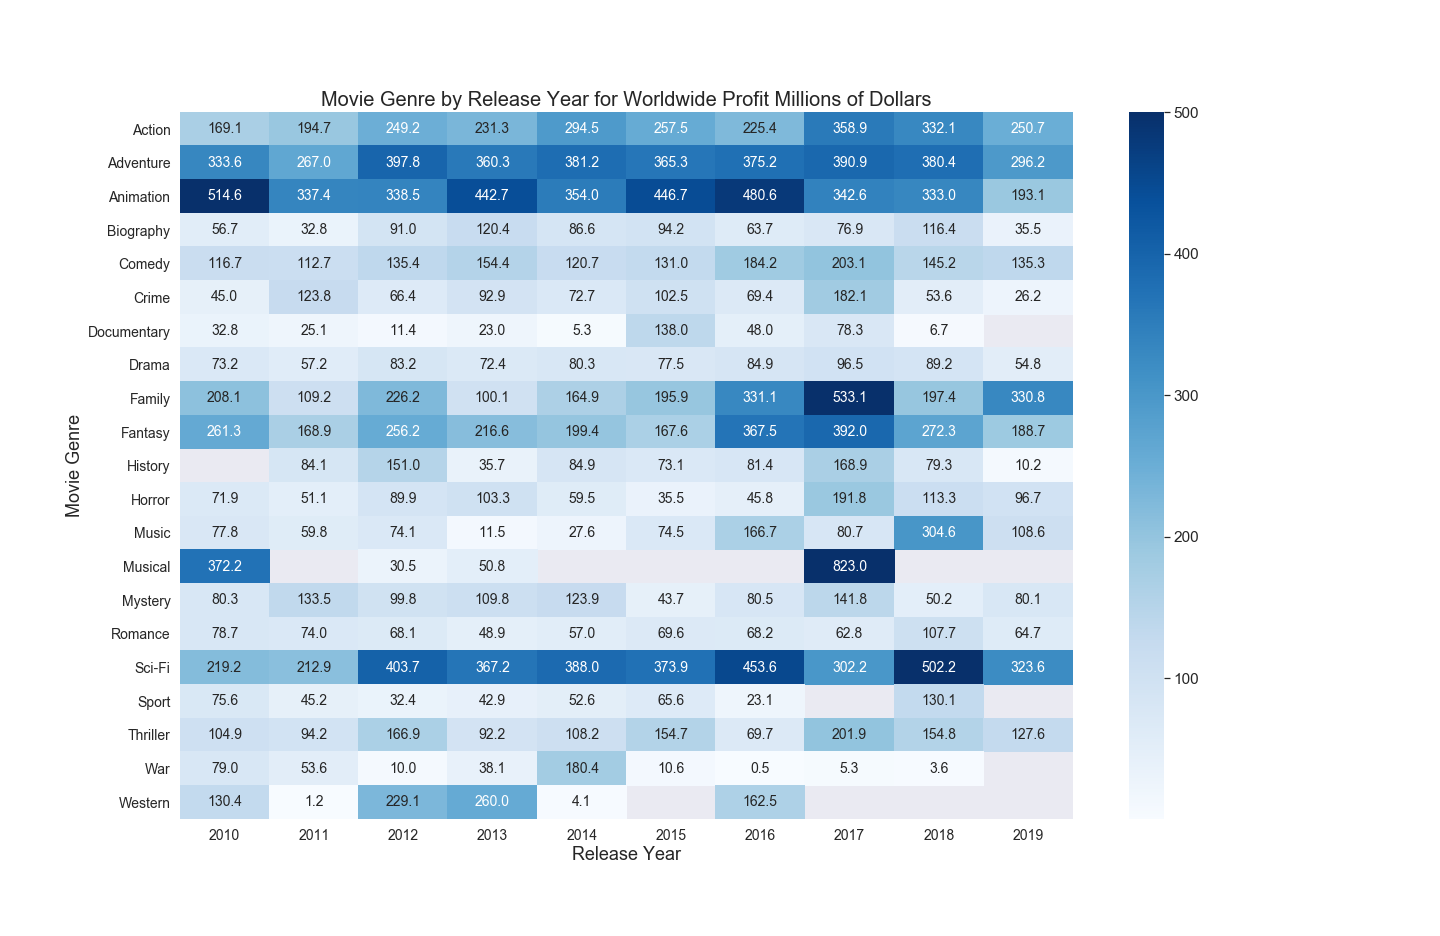 Movie Genre by Release Year for Worldwide Profit Millions of Dollars
Action 169.1 194.7 249.2 231.3 294.5 257.5 225.4 358.9 332.1 250.7
Adventure 333.6 267.0 397.8 360.3 381.2 365.3 375.2 390.9 380.4 296.2
Animation 514.6 337.4 338.5 442.7 354.0 446.7 480.6 342.6 333.0 193.1
Biography 56.7 32.8 91.0 120.4 86.6 94.2 63.7 76.9 116.4 35.5
Comedy 116.7 112.7 135.4 154.4 120.7 131.0 184.2 203.1 145.2 135.3
Crime 45.0 123.8 66.4 92.9 72.7 102.5 69.4 182.1 53.6 26.2
Documentary 32.8 25.1 11.4 23.0 5.3 138.0 48.0 78.3 6.7
Drama 73.2 57.2 83.2 72.4 80.3 77.5 84.9 96.5 89.2 54.8
Family 208.1 109.2 226.2 100.1 164.9 195.9 331.1 533.1 197.4 330.8
Fantasy 261.3 168.9 256.2 216.6 199.4 167.6 367.5 392.0 272.3 188.7
History 84.1 151.0 35.7 84.9 73.1 81.4 168.9 79.3 10.2
Horror 71.9 51.1 89.9 103.3 59.5 35.5 45.8 191.8 113.3 96.7
Music 77.8 59.8 74.1 11.5 27.6 74.5 166.7 80.7 304.6 108.6
Musical 372.2 30.5 50.8 823.0
Mystery 80.3 133.5 99.8 109.8 123.9 43.7 80.5 141.8 50.2 80.1
Romance 78.7 74.0 68.1 48.9 57.0 69.6 68.2 62.8 107.7 64.7
Sci-Fi 219.2 212.9 403.7 367.2 388.0 373.9 453.6 302.2 502.2 323.6
Sport 75.6 45.2 32.4 42.9 52.6 65.6 23.1 130.1
Thriller 104.9 94.2 166.9 92.2 108.2 154.7 69.7 201.9 154.8 127.6
War 79.0 53.6 10.0 38.1 180.4 10.6 0.5 5.3 3.6
Western 130.4 1.2 229.1 260.0 4.1 162.5
2010 2011 2012 2013 2014 2015 2016 2017 2018 2019
Release Year
Movie Genre
500
400
300
200
100